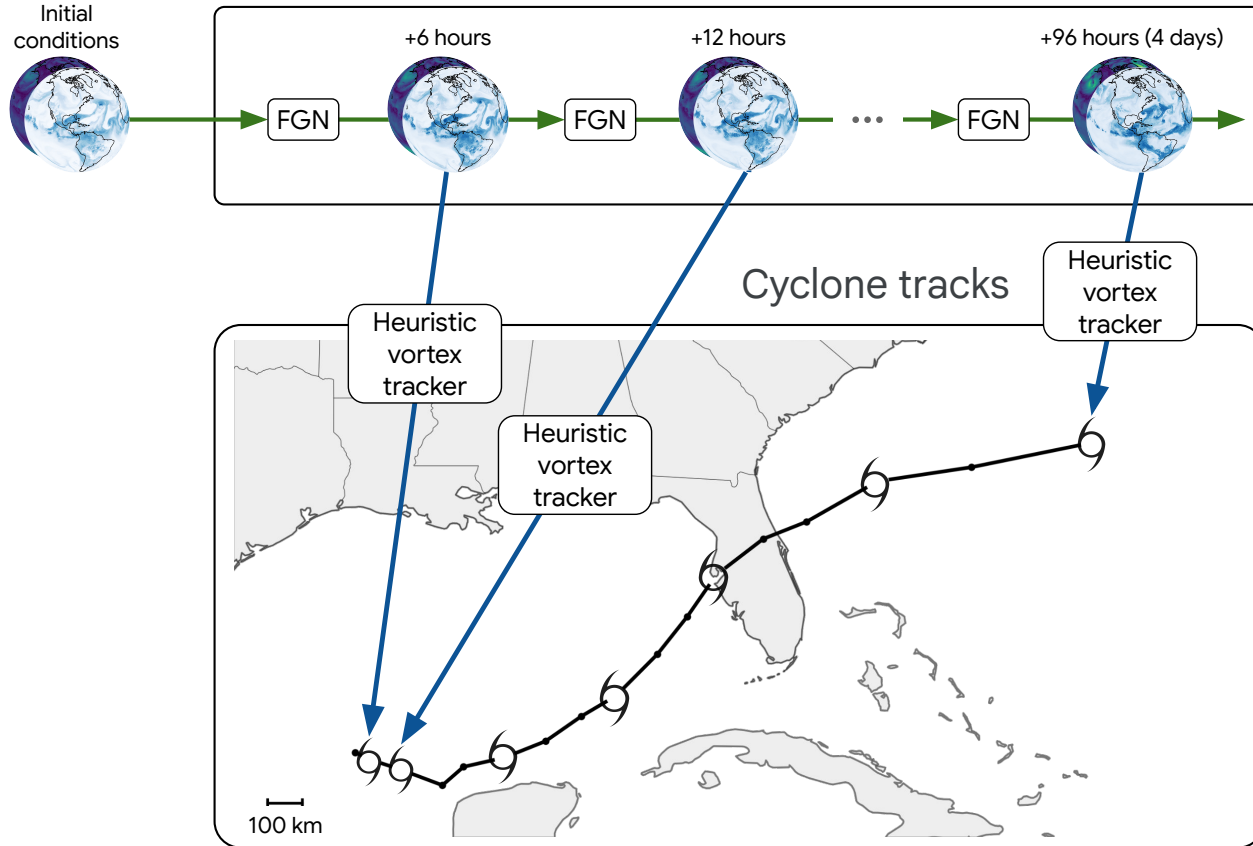 Initial
conditions
+6 hours
+12 hours
+96 hours (4 days)
FGN
FGN
...
FGN
Cyclone tracks
Heuristic
vortex
tracker
Heuristic
vortex
tracker
Heuristic
vortex
tracker
100 km